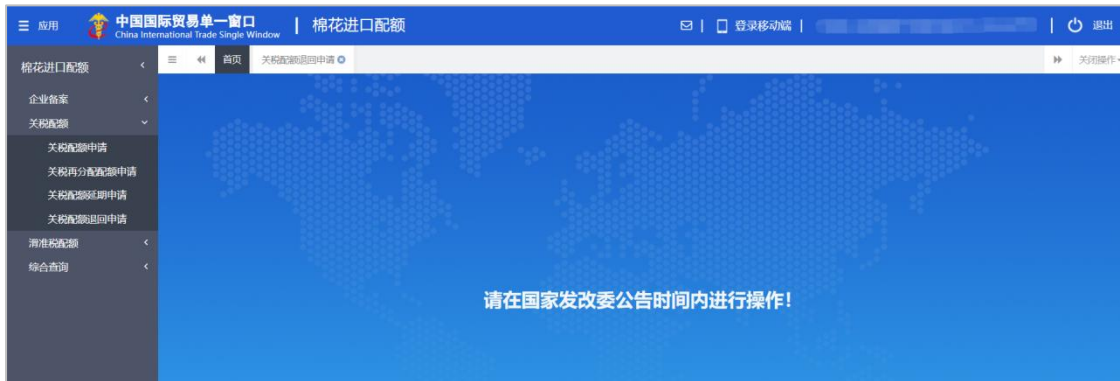 应用
中国国际贸易单一窗口
China International Trade Single Window
棉花进口配额
登录移动端
退出
棉花进口配额
首页
关税配额退回申请
关闭操作
企业备案
关税配额
关税配额申请
关税再分配配额申请
关税配额延期申请
关税配额退回申请
滑准税配额
综合查询
请在国家发改委公告时间内进行操作！